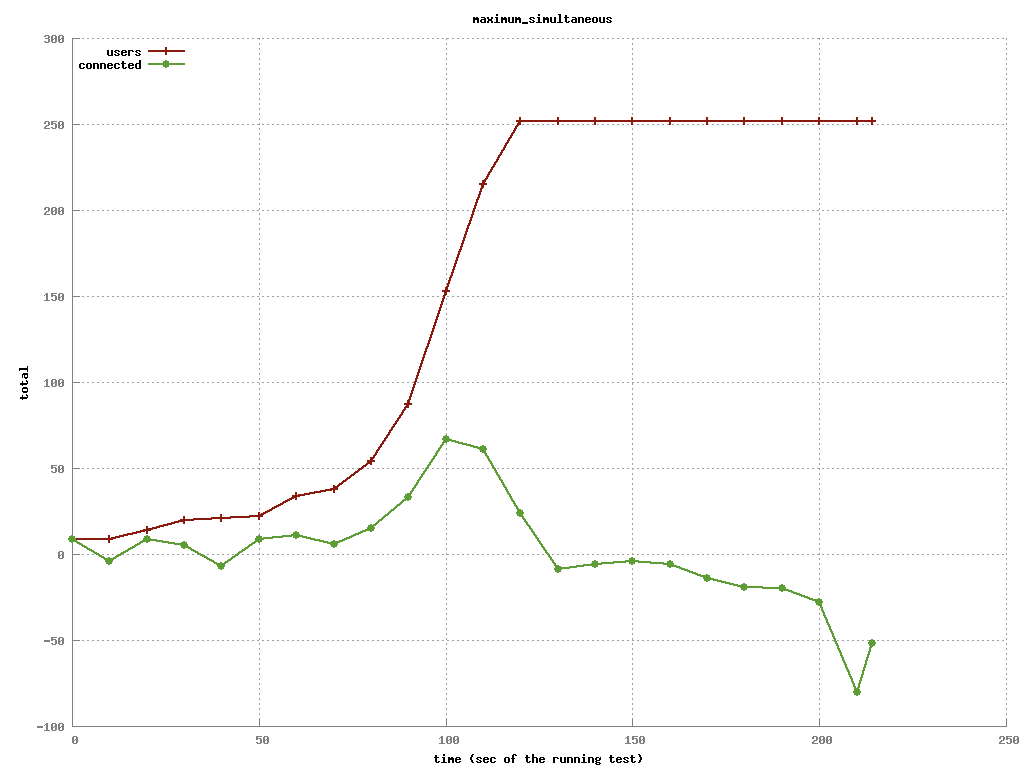 maximum_simultaneous
300
users
connected
250
200
150
100
50
0
-50
-100
total
0 50 100 150 200 250
time (sec of the running test)